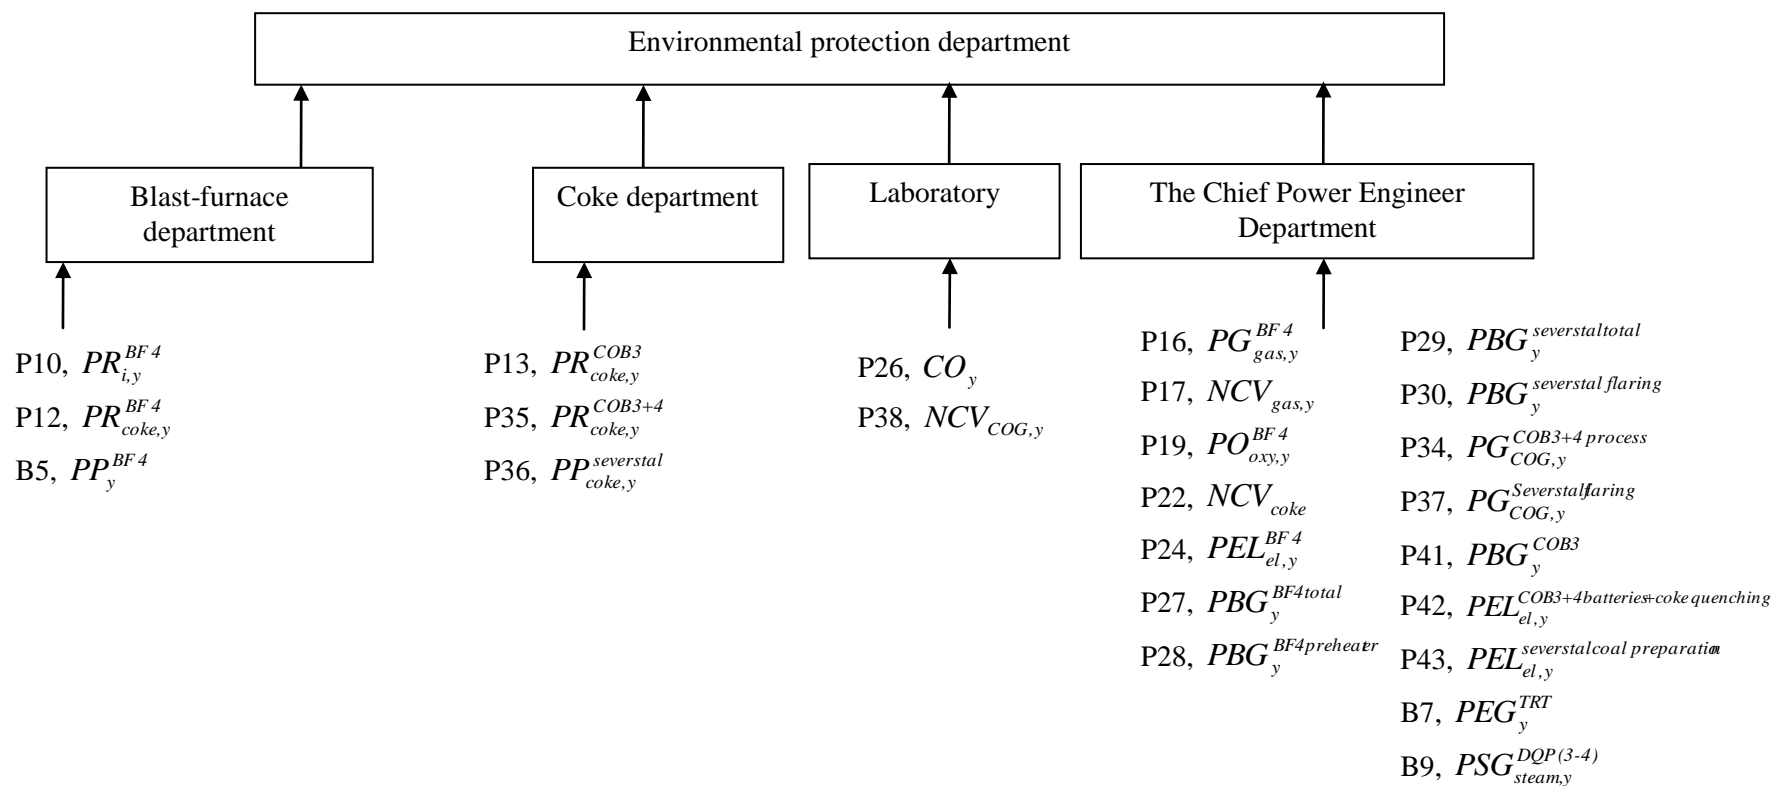 Environmental protection department
Blast-furnace
department
Coke department
Laboratory
The Chief Power Engineer
Department
P10, PR_{i,y}^{BF4}
P12, PR_{coke,y}^{BF4}
B5, PP_{y}^{BF4}
P13, PR_{coke,y}^{COB3}
P35, PR_{coke,y}^{COB3+4}
P36, PP_{coke,y}^{severstal}
P26, CO_{y}
P38, NCV_{COG,y}
P16, PG_{gas,y}^{BF4}
P17, NCV_{gas,y}
P19, PO_{oxy,y}^{BF4}
P22, NCV_{coke}
P24, PEL_{el,y}^{BF4}
P27, PBG_{y}^{BF4total}
P28, PBG_{y}^{BF4preheater}
P29, PBG_{y}^{severstaltotal}
P30, PBG_{y}^{severstal flaring}
P34, PG_{COG,y}^{COB3+4 process}
P37, PG_{COG,y}^{Severstalflaring}
P41, PBG_{y}^{COB3}
P42, PEL_{el,y}^{COB3+4batteries+coke quenching}
P43, PEL_{el,y}^{severstalcoal preparation}
B7, PEG_{y}^{TRT}
B9, PSG_{steam,y}^{DQP(3-4)}